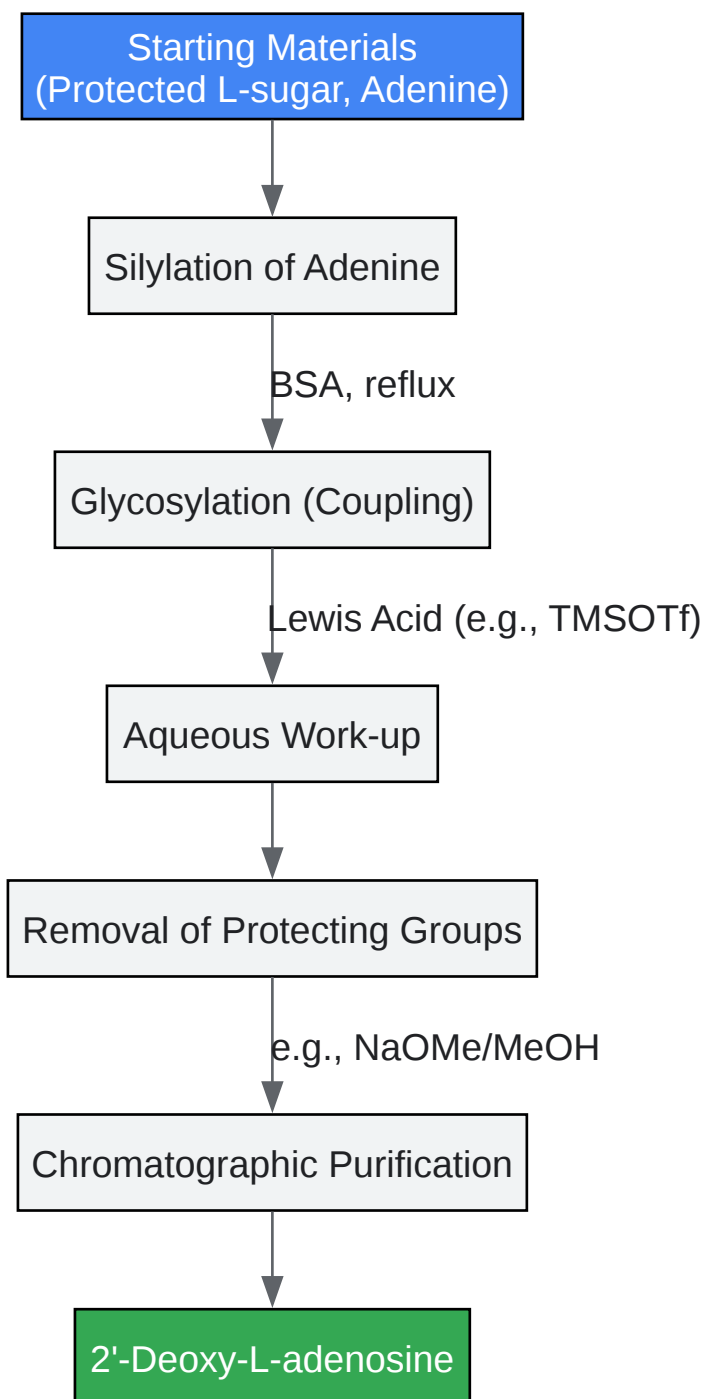 Starting Materials
(Protected L-sugar, Adenine)
Silylation of Adenine
BSA, reflux
Glycosylation (Coupling)
Lewis Acid (e.g., TMSOTf)
Aqueous Work-up
Removal of Protecting Groups
e.g., NaOMe/MeOH
Chromatographic Purification
2'-Deoxy-L-adenosine